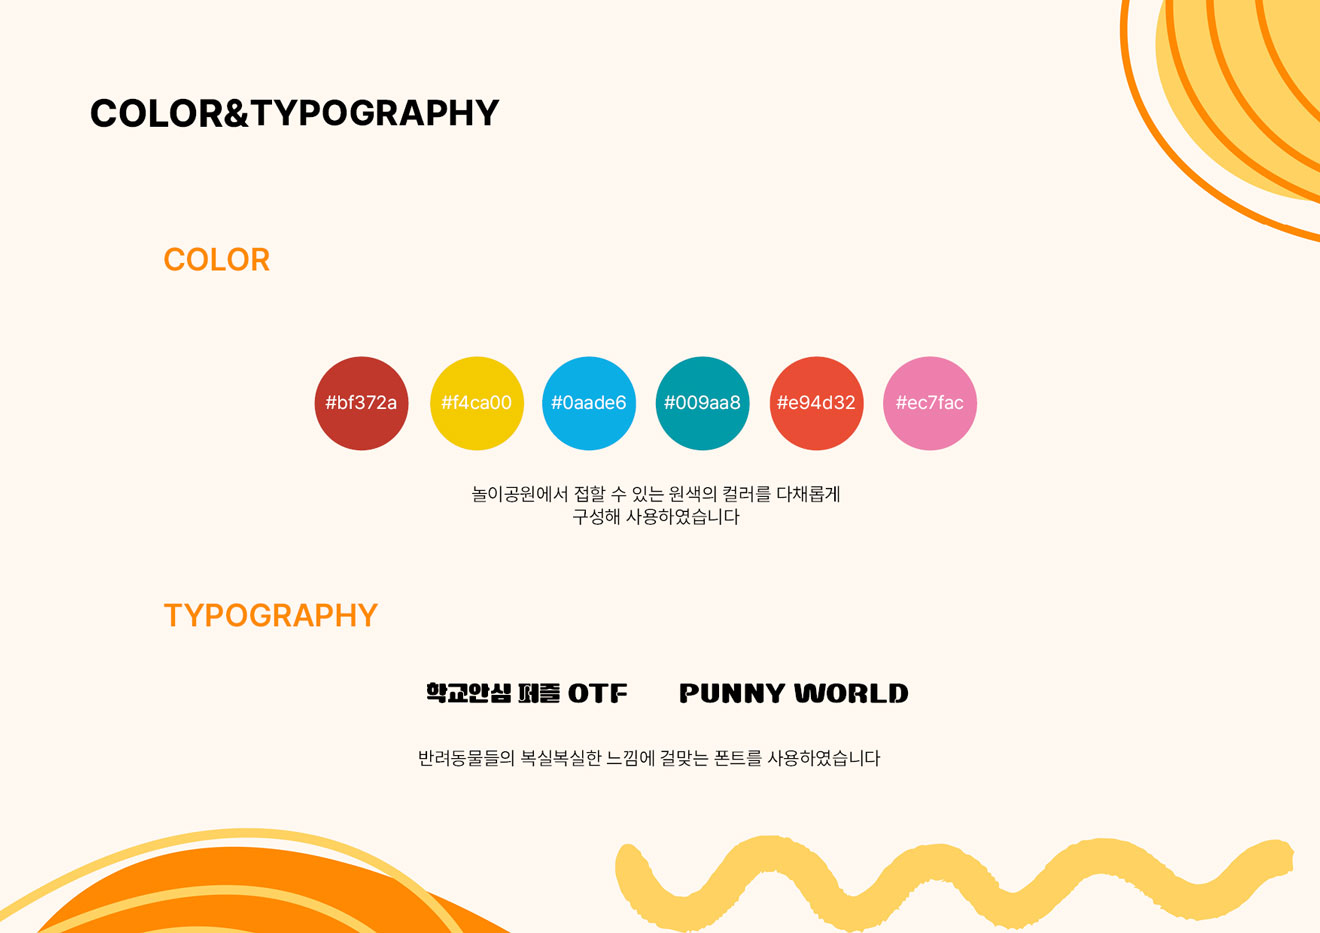 COLOR&TYPOGRAPHY
COLOR
#bf372a #f4ca00 #0aade6 #009aa8 #e94d32 #ec7fac
놀이공원에서 접할 수 있는 원색의 컬러를 다채롭게
구성해 사용하였습니다
TYPOGRAPHY
학교안심 퍼즐 OTF PUNNY WORLD
반려동물들의 복실복실한 느낌에 걸맞는 폰트를 사용하였습니다